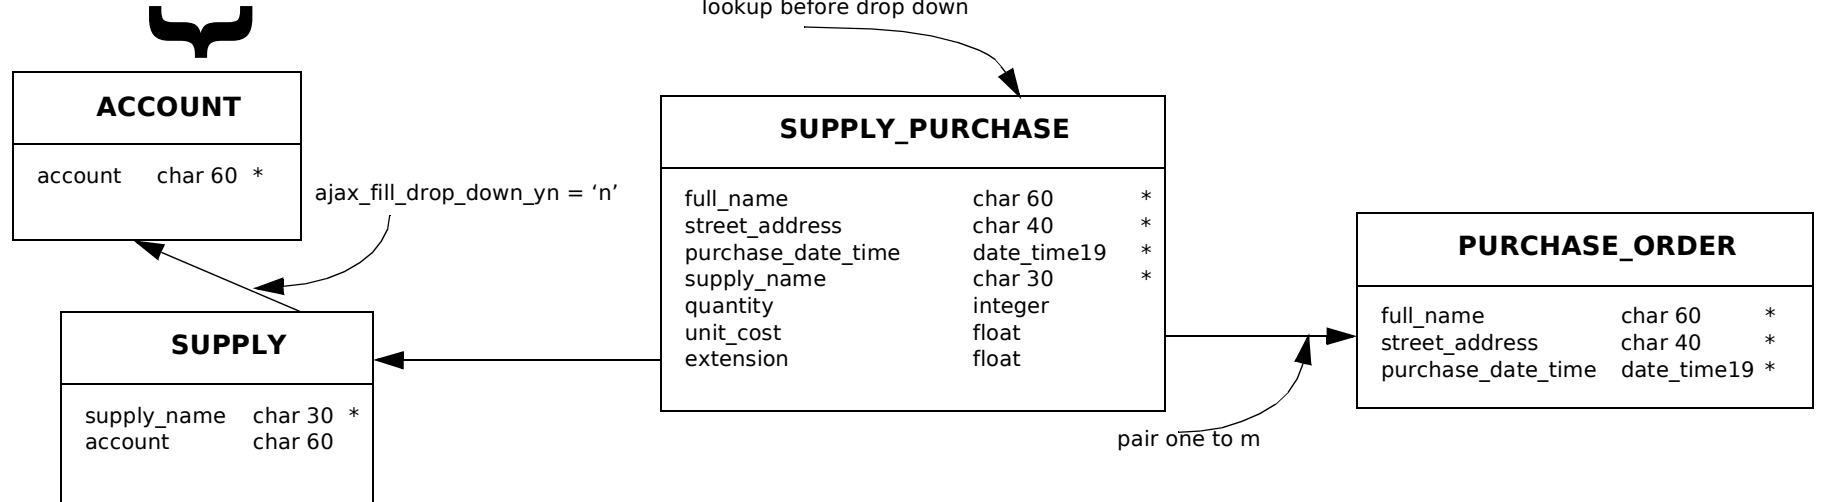 lookup before drop down
ACCOUNT
account char 60 *
ajax_fill_drop_down_yn = ‘n’
SUPPLY
supply_name char 30 *
account char 60
SUPPLY_PURCHASE
full_name char 60 *
street_address char 40 *
purchase_date_time date_time19 *
supply_name char 30 *
quantity integer
unit_cost float
extension float
pair one to m
PURCHASE_ORDER
full_name char 60 *
street_address char 40 *
purchase_date_time date_time19 *